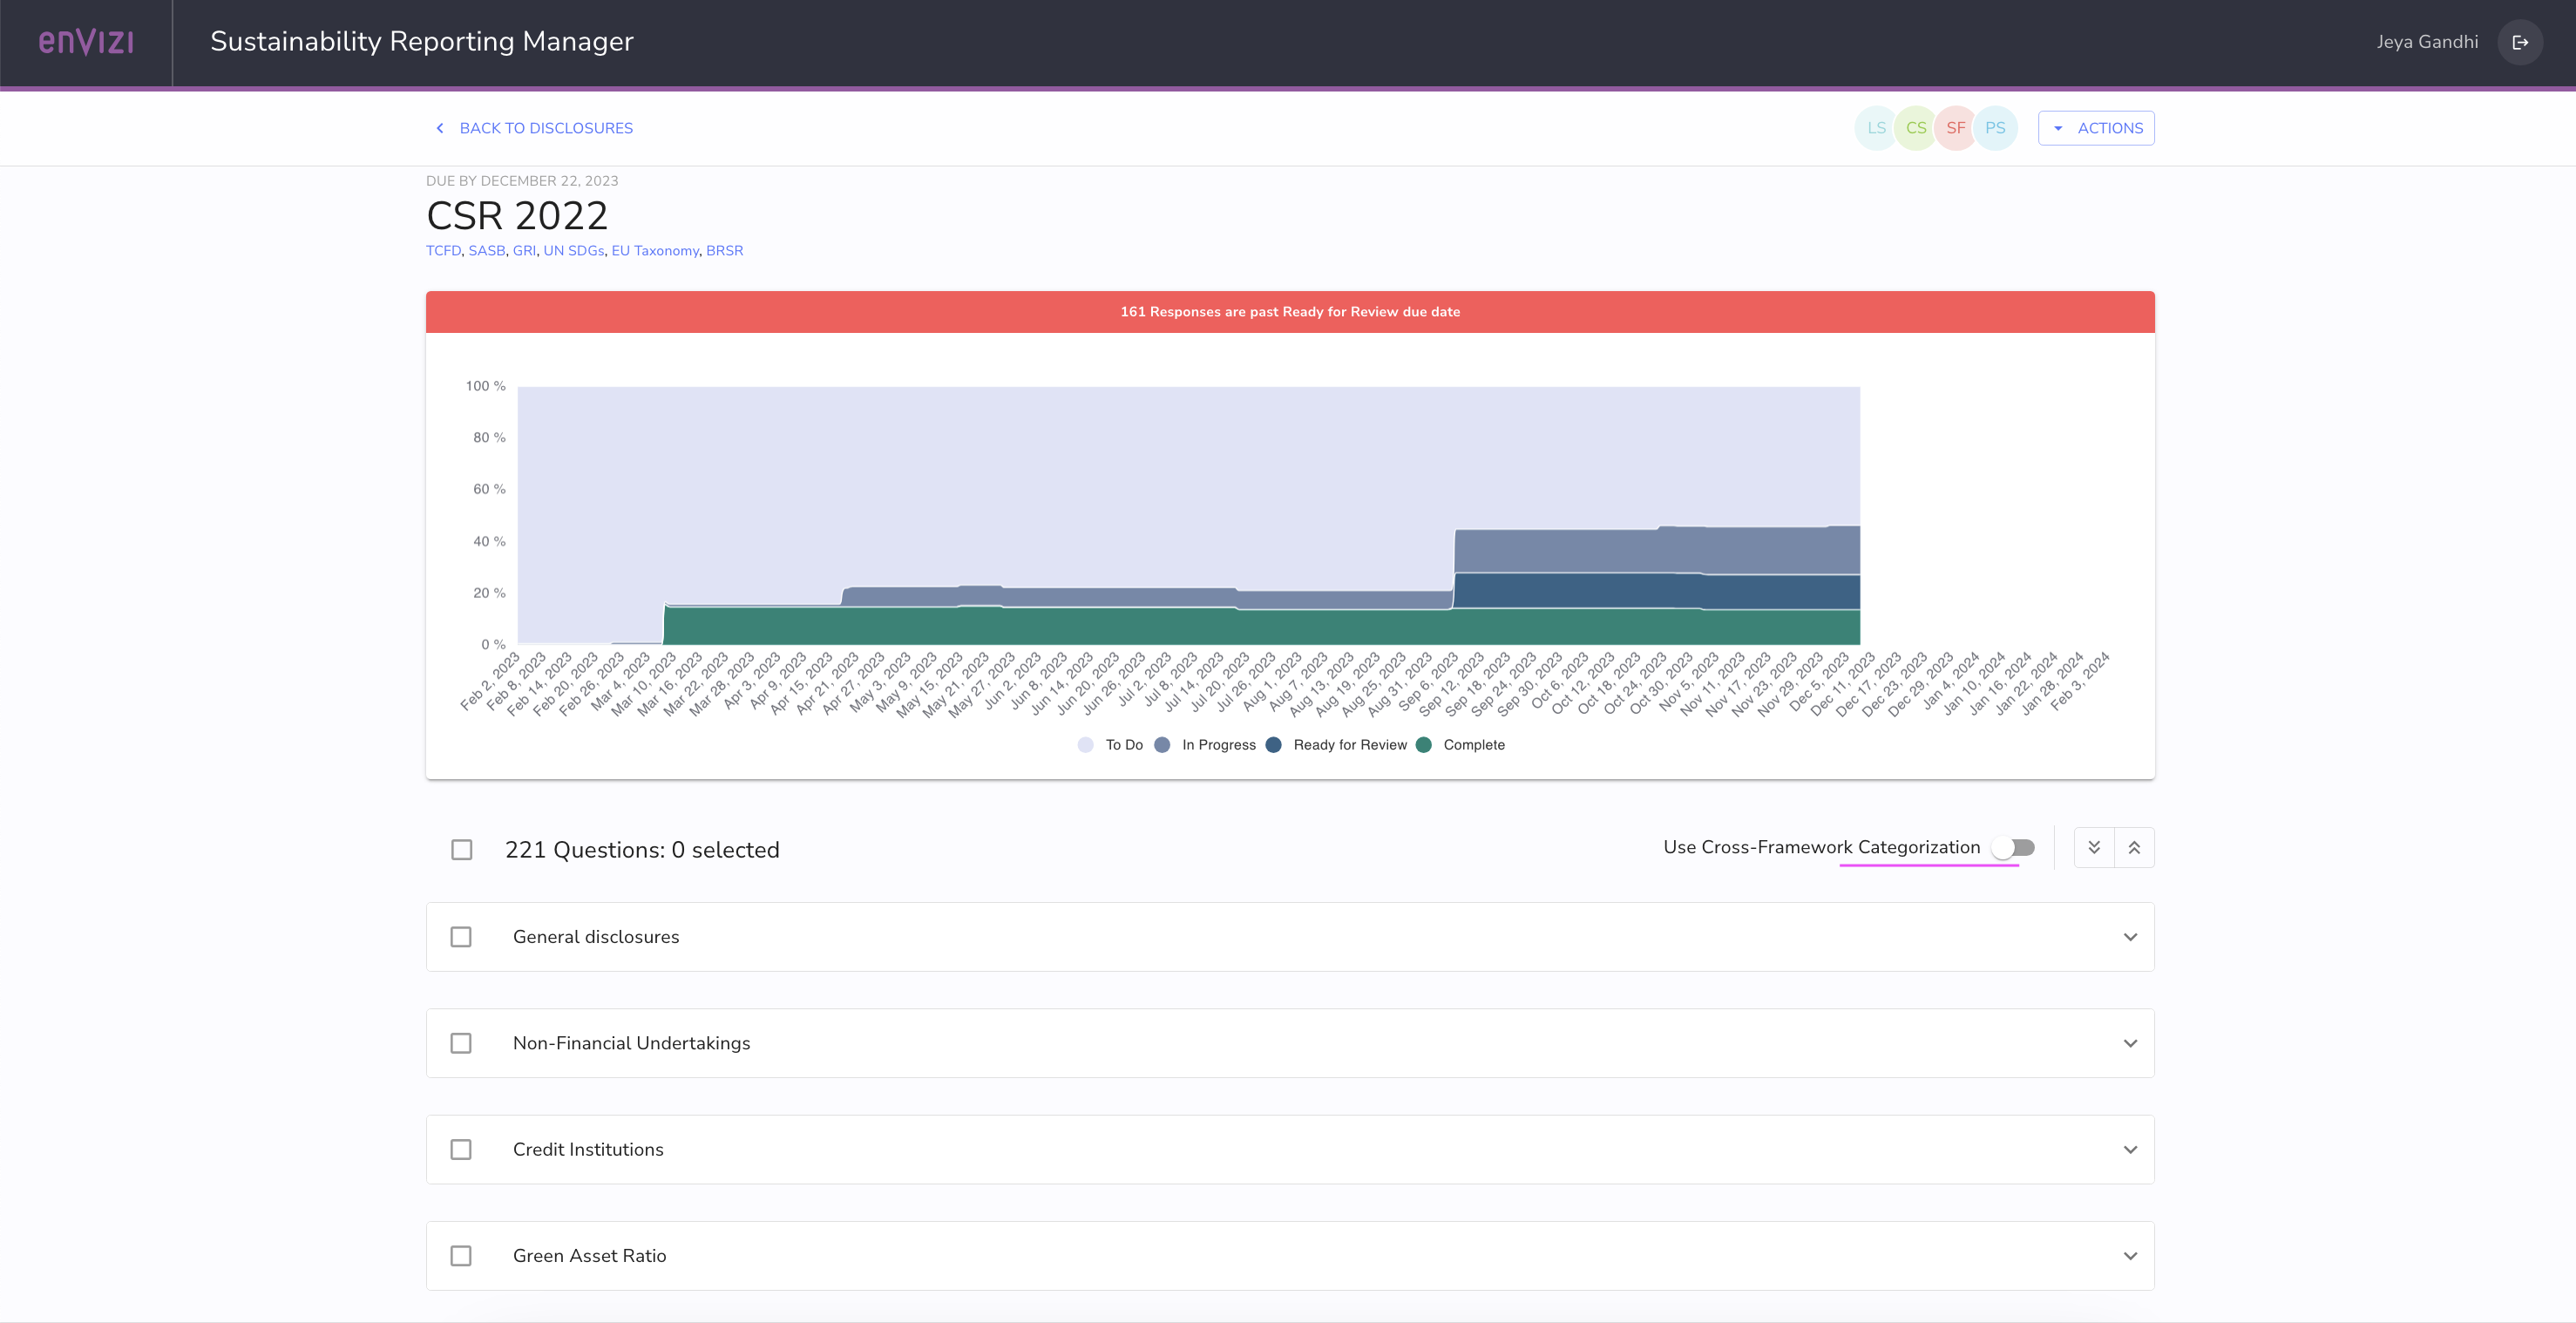 enVIZI
Sustainability Reporting Manager
Jeya Gandhi
BACK TO DISCLOSURES
LS CS SF PS
ACTIONS
DUE BY DECEMBER 22, 2023
CSR 2022
TCFD, SASB, GRI, UN SDGs, EU Taxonomy, BRSR
161 Responses are past Ready for Review due date
100 %
80 %
60 %
40 %
20 %
0 %
Feb 2, 2023
Feb 8, 2023
Feb 14, 2023
Feb 20, 2023
Feb 26, 2023
Mar 4, 2023
Mar 10, 2023
Mar 16, 2023
Mar 22, 2023
Mar 28, 2023
Apr 3, 2023
Apr 9, 2023
Apr 15, 2023
Apr 21, 2023
Apr 27, 2023
May 3, 2023
May 9, 2023
May 15, 2023
May 21, 2023
May 27, 2023
Jun 2, 2023
Jun 8, 2023
Jun 14, 2023
Jun 20, 2023
Jun 26, 2023
Jul 2, 2023
Jul 8, 2023
Jul 14, 2023
Jul 20, 2023
Jul 26, 2023
Aug 1, 2023
Aug 7, 2023
Aug 13, 2023
Aug 19, 2023
Aug 25, 2023
Aug 31, 2023
Sep 6, 2023
Sep 12, 2023
Sep 18, 2023
Sep 24, 2023
Sep 30, 2023
Oct 6, 2023
Oct 12, 2023
Oct 18, 2023
Oct 24, 2023
Oct 30, 2023
Nov 5, 2023
Nov 11, 2023
Nov 17, 2023
Nov 23, 2023
Nov 29, 2023
Dec 5, 2023
Dec 11, 2023
Dec 17, 2023
Dec 23, 2023
Dec 29, 2023
Jan 4, 2024
Jan 10, 2024
Jan 16, 2024
Jan 22, 2024
Jan 28, 2024
Feb 3, 2024
To Do In Progress Ready for Review Complete
221 Questions: 0 selected
Use Cross-Framework Categorization
General disclosures
Non-Financial Undertakings
Credit Institutions
Green Asset Ratio